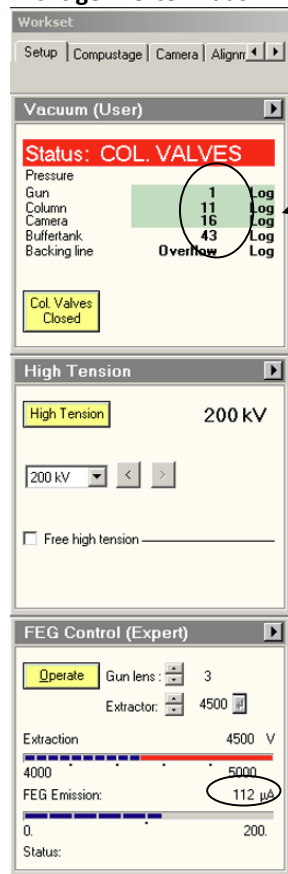 Workset
Setup Compustage Camera Alignm
Vacuum (User)
Status: COL. VALVES
Pressure
Gun 1 Log
Column 11 Log
Camera 16 Log
Buffertank 43 Log
Backing line Overflow Log
Col. Valves
Closed
High Tension
High Tension 200 kV
200 kV < >
Free high tension
FEG Control (Expert)
Operate Gun lens : 3
Extractor: 4500
Extraction 4500 V
4000 5000
FEG Emission: 112 µA
0. 200.
Status: